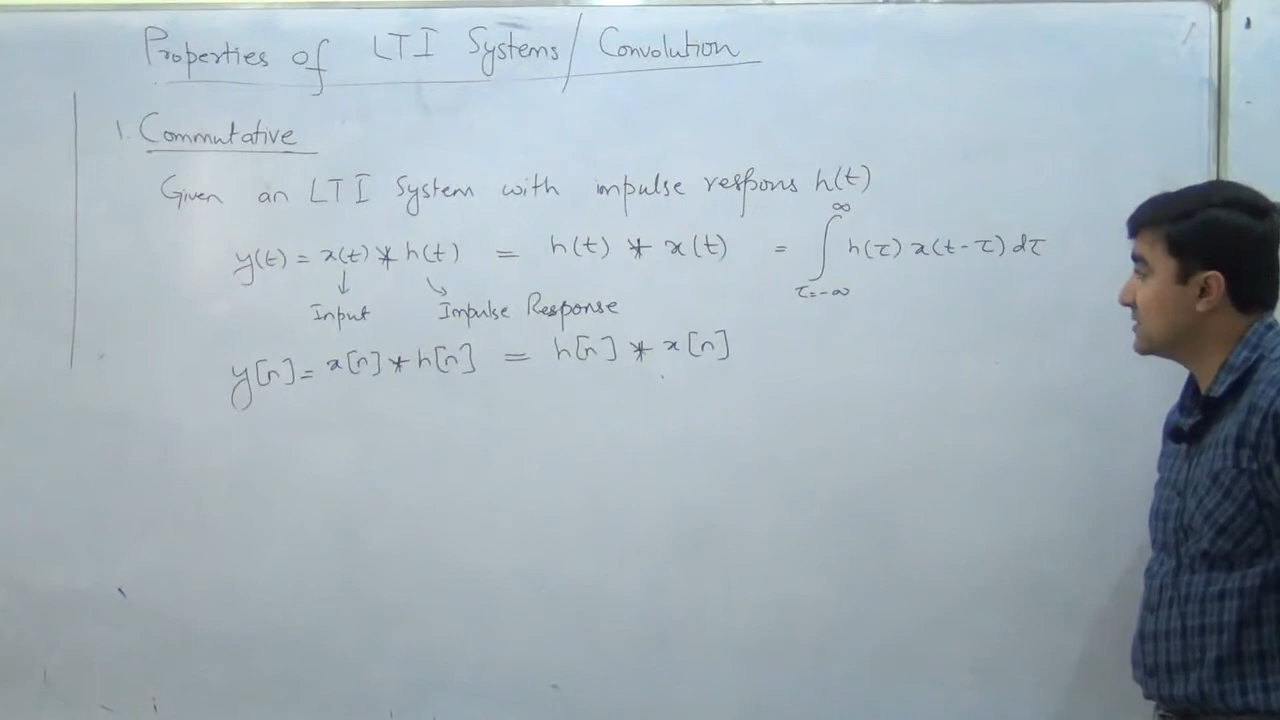 Properties of LTI Systems/Convolution
1. Commutative
Given an LTI System with impulse respons h(t)
y(t) = x(t) * h(t) = h(t) * x(t) = ∫_{τ=-∞}^{∞} h(τ) x(t-τ) dτ
Input Impulse Response
y[n] = x[n] * h[n] = h[n] * x[n]